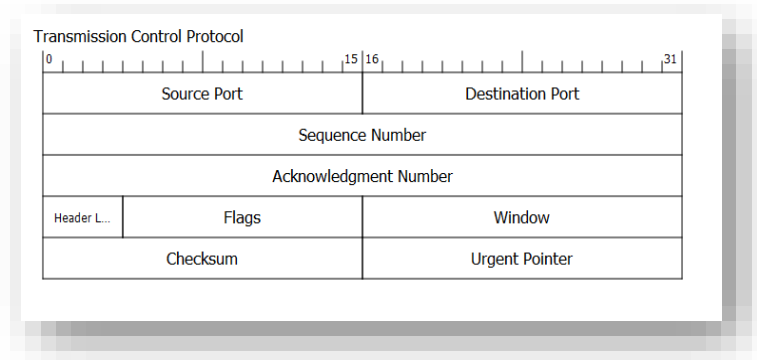 Transmission Control Protocol
0 15 16 31
Source Port Destination Port
Sequence Number
Acknowledgment Number
Header L... Flags Window
Checksum Urgent Pointer